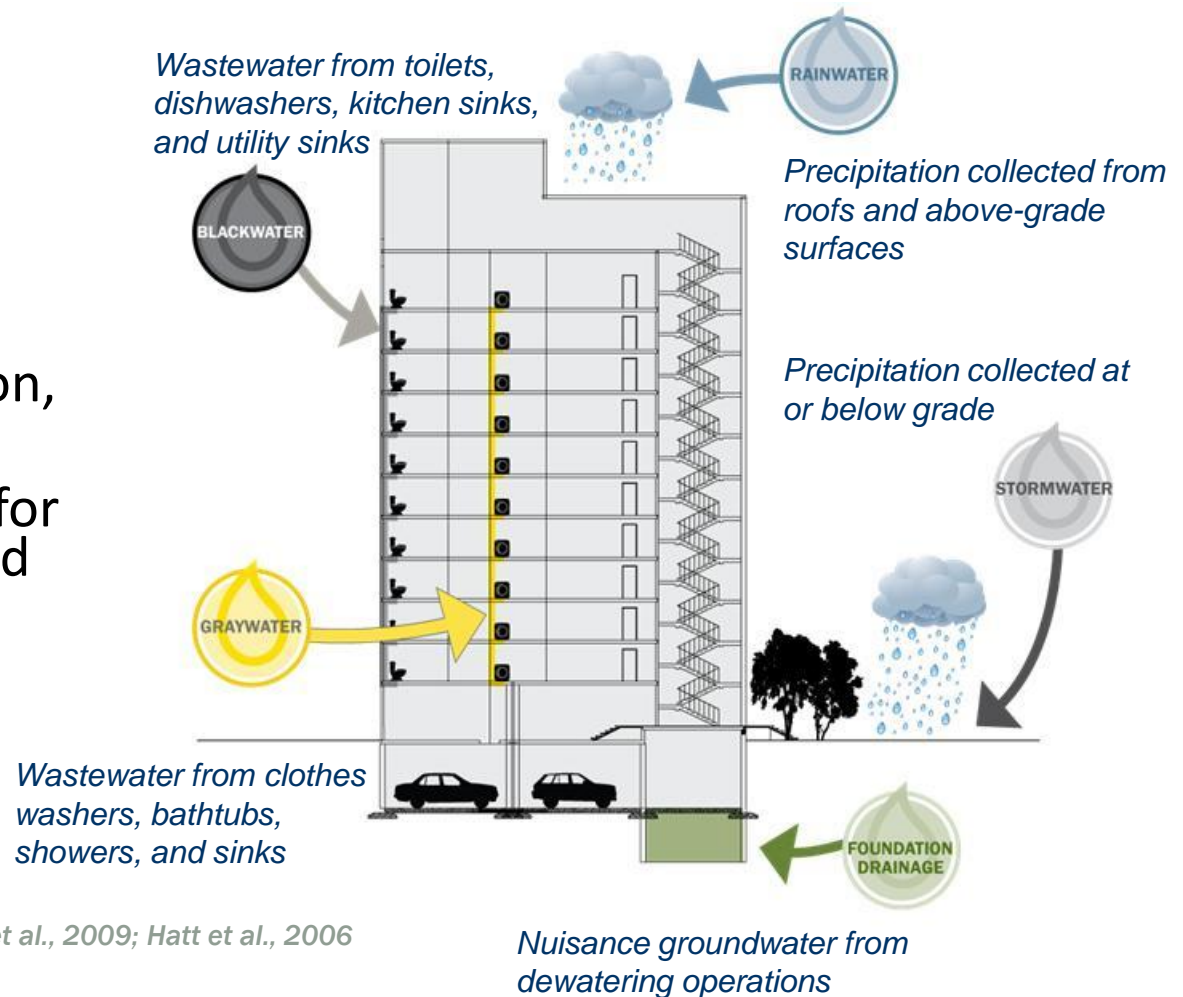 Wastewater from toilets,
dishwashers, kitchen sinks,
and utility sinks
RAINWATER
Precipitation collected from
roofs and above-grade
surfaces
BLACKWATER
on,
for
d
Precipitation collected at
or below grade
STORMWATER
GRAYWATER
Wastewater from clothes
washers, bathtubs,
showers, and sinks
FOUNDATION
DRAINAGE
et al., 2009; Hatt et al., 2006
Nuisance groundwater from
dewatering operations